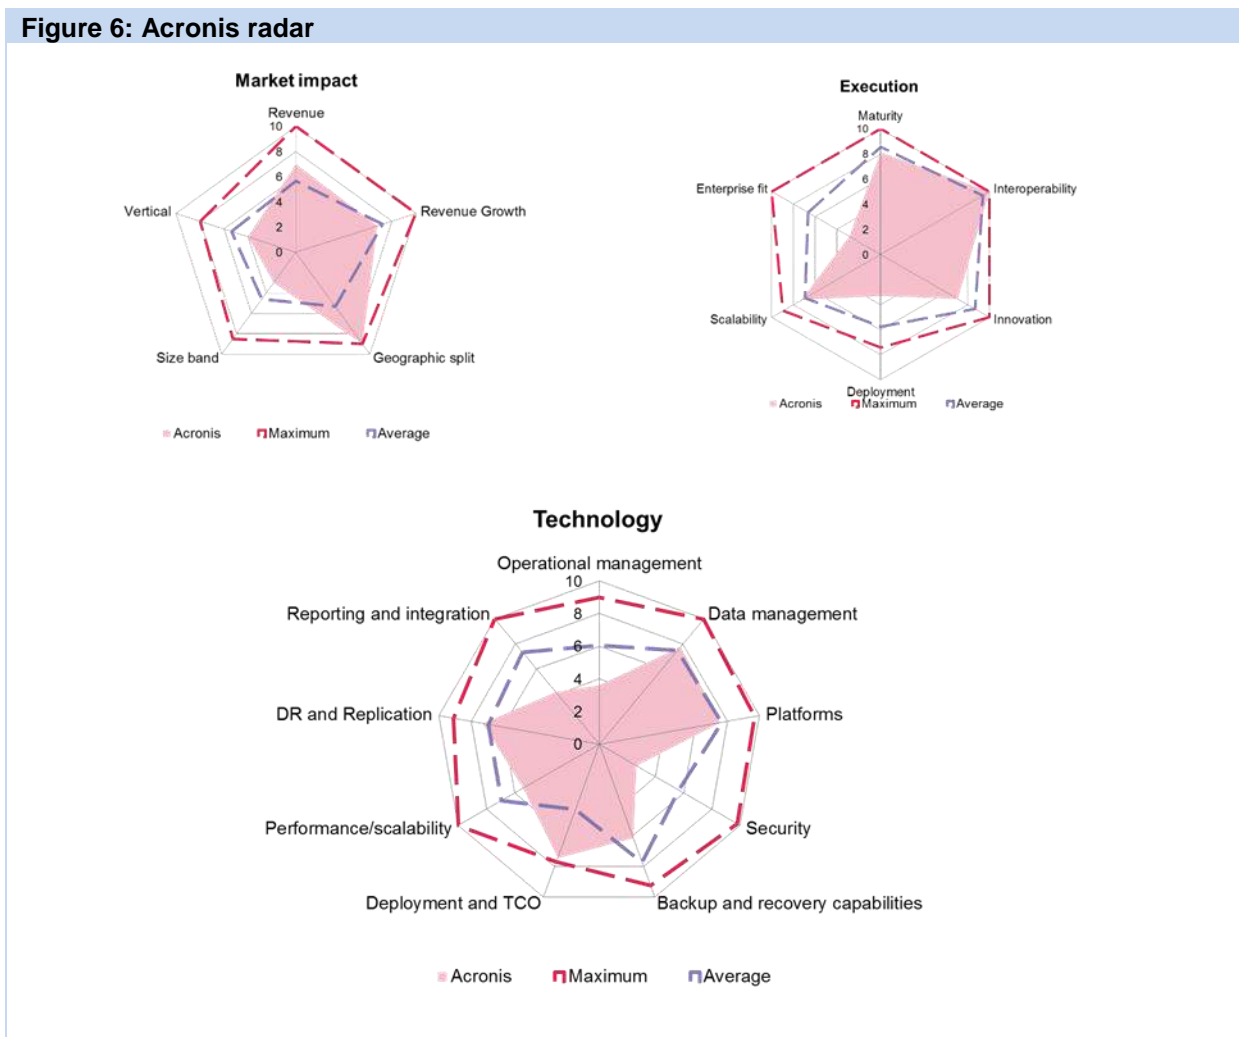 Figure 6: Acronis radar
Market impact
Revenue
10
8
6
4
2
0
Revenue Growth
Geographic split
Size band
Vertical
Acronis Maximum Average
Execution
Maturity
10
8
6
4
2
0
Interoperability
Innovation
Deployment
Scalability
Enterprise fit
Acronis Maximum Average
Technology
Operational management
10
8
6
4
2
0
Data management
Platforms
Security
Backup and recovery capabilities
Deployment and TCO
Performance/scalability
DR and Replication
Reporting and integration
Acronis Maximum Average